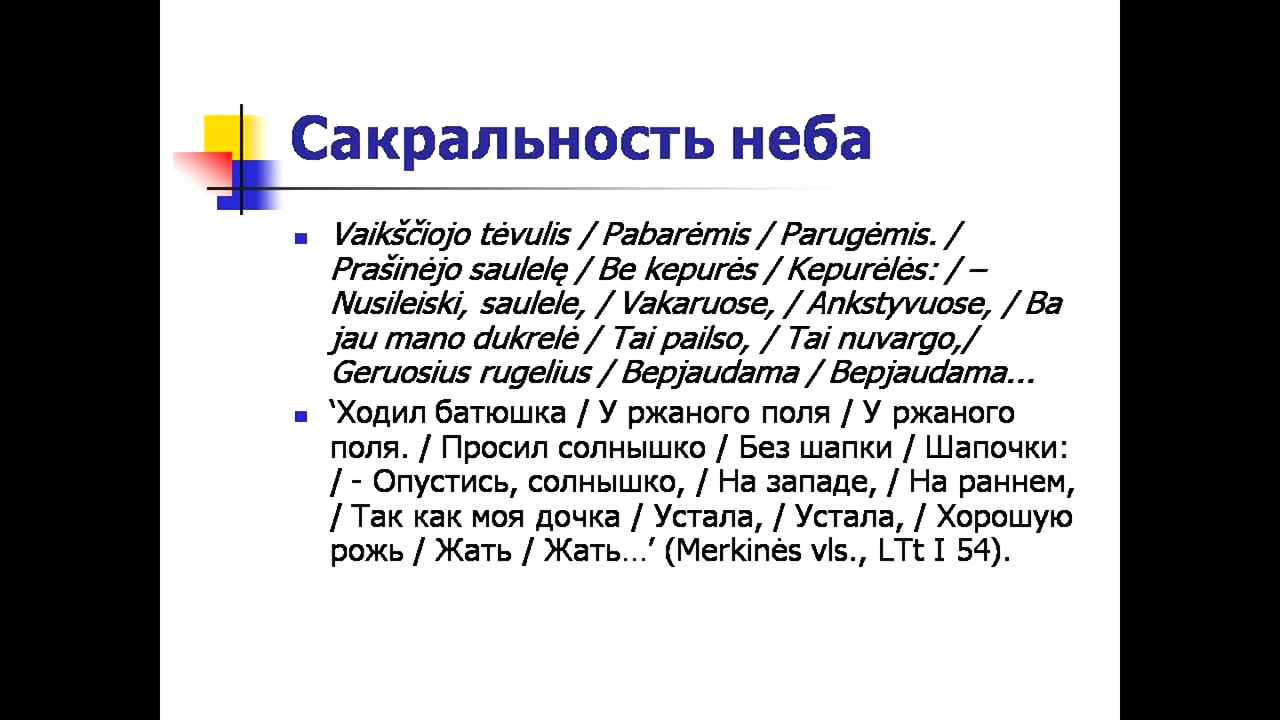 Сакральность неба
Vaikščiojo tėvulis / Pabarėmis / Parugėmis. /
Prašinėjo saulelę / Be kepurės / Kepurėlės: / –
Nusileiski, saulele, / Vakaruose, / Ankstyvuose, / Ba
jau mano dukrelė / Tai pailso, / Tai nuvargo,/
Geruosius rugelius / Bepjaudama / Bepjaudama...
‘Ходил батюшка / У ржаного поля / У ржаного
поля. / Просил солнышко / Без шапки / Шапочки:
/ - Опустись, солнышко, / На западе, / На раннем,
/ Так как моя дочка / Устала, / Устала, / Хорошую
рожь / Жать / Жать…’ (Merkinės vls., LTt I 54).